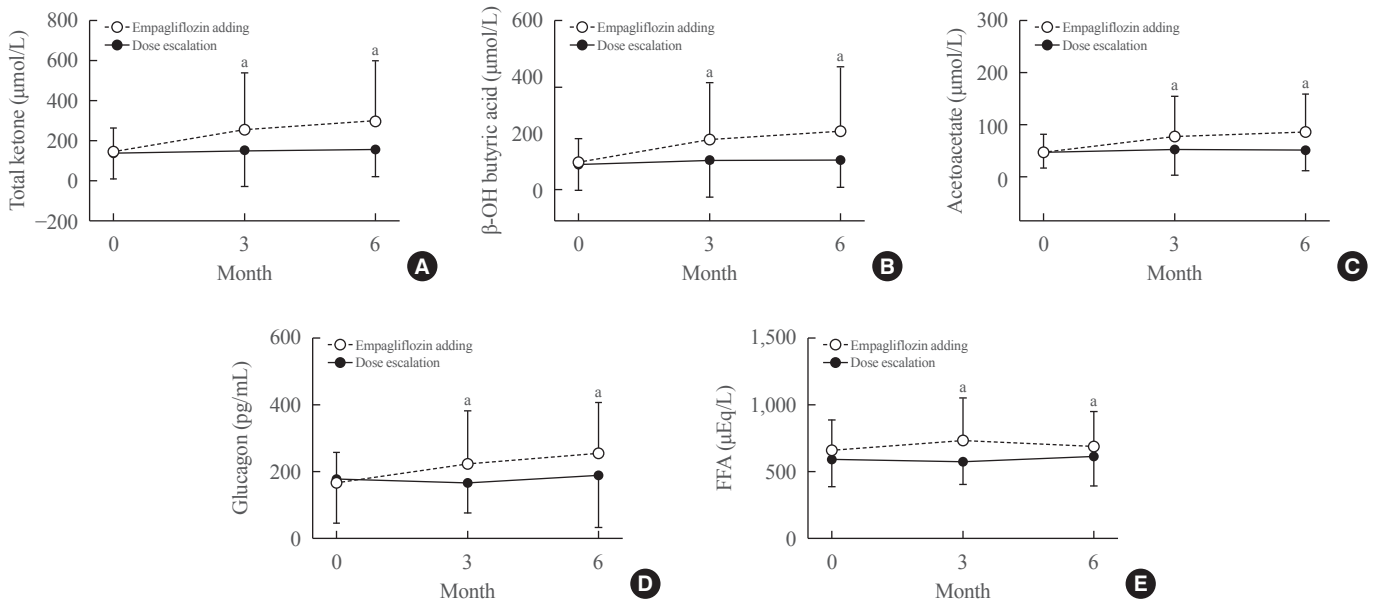 Total ketone (μmol/L)
800
600
400
200
0
−200
Empagliflozin adding
Dose escalation
a
a
0
3
6
Month
A
β-OH butyric acid (μmol/L)
600
400
200
0
Empagliflozin adding
Dose escalation
a
a
0
3
6
Month
B
Acetoacetate (μmol/L)
300
200
100
0
Empagliflozin adding
Dose escalation
a
a
0
3
6
Month
C
Glucagon (pg/mL)
600
400
200
0
Empagliflozin adding
Dose escalation
a
a
0
3
6
Month
D
FFA (μEq/L)
1,500
1,000
500
0
Empagliflozin adding
Dose escalation
a
a
0
3
6
Month
E